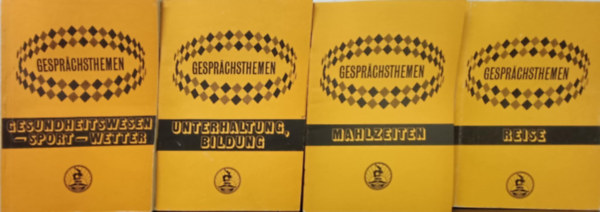 GESPRÄCHSTHEMEN
GESUNDHEITSWESEN
–SPORT–WETTER
GESPRÄCHSTHEMEN
UNTERHALTUNG,
BILDUNG
GESPRÄCHSTHEMEN
MAHLZEITEN
GESPRÄCHSTHEMEN
REISE